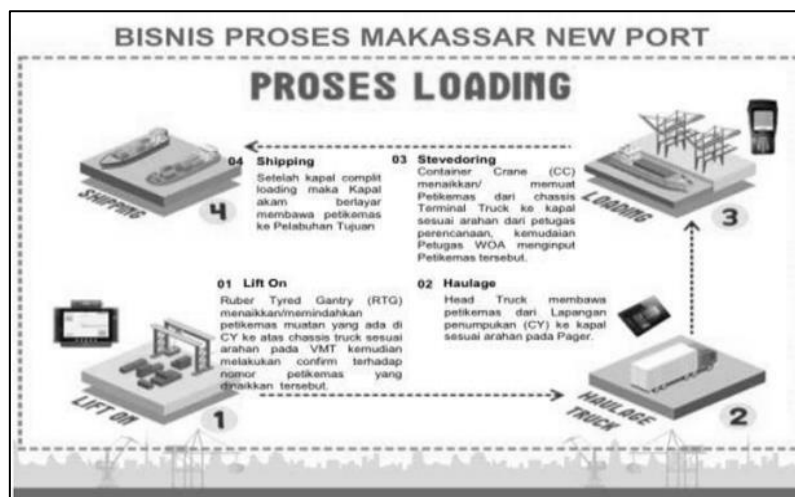 BISNIS PROSES MAKASSAR NEW PORT
PROSES LOADING
04 Shipping
Setelah kapal complit
loading maka Kapal
akam berlayar
membawa petikemas
ke Pelabuhan Tujuan
SHIPPING
4
03 Stevedoring
Container Crane (CC)
menaikkan/ memuat
Petikemas dari chassis
Terminal Truck ke kapal
sesuai arahan dari petugas
perencanaan, kemudaian
Petugas WOA menginput
Petikemas tersebut.
LOADING
3
01 Lift On
Ruber Tyred Gantry (RTG)
menaikkan/memindahkan
petikemas muatan yang ada di
CY ke atas chassis truck sesuai
arahan pada VMT kemudian
melakukan confirm terhadap
nomor petikemas yang
dinaikkan tersebut.
LIFT ON
1
02 Haulage
Head Truck membawa
petikemas dari Lapangan
penumpukan (CY) ke kapal
sesuai arahan pada Pager.
HAULAGE
TRUCK
2